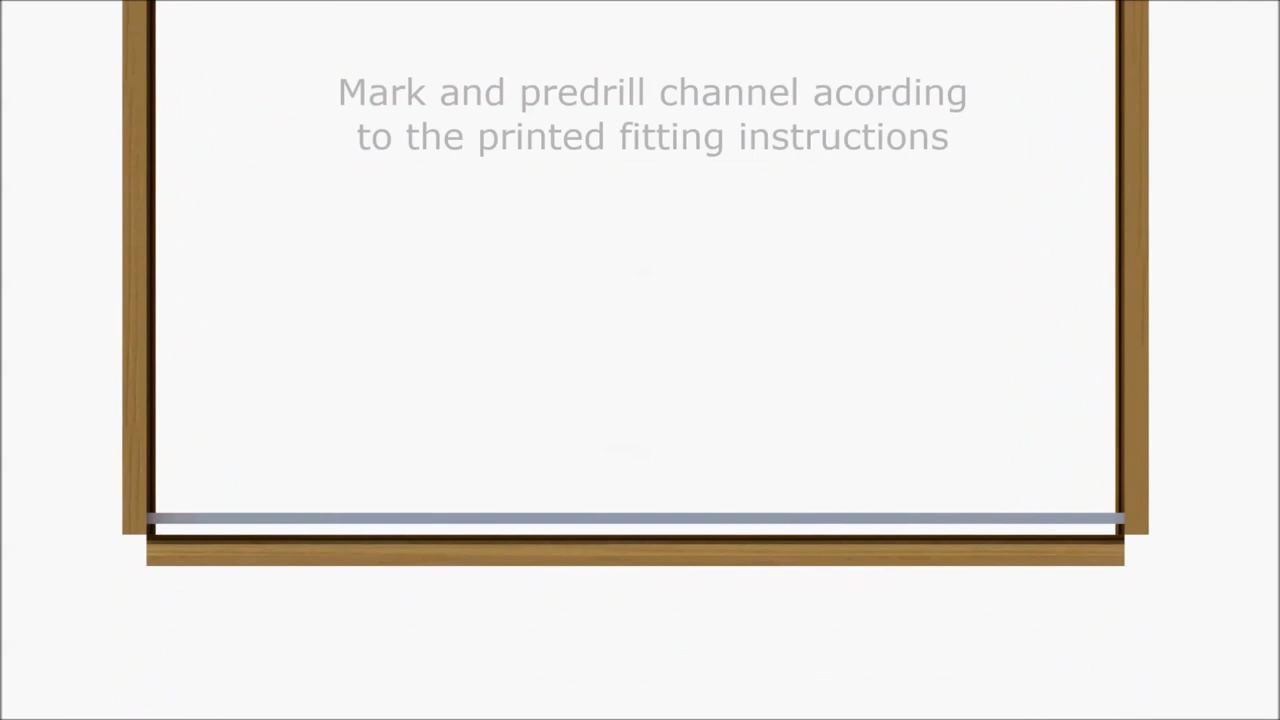 Mark and predrill channel acording
to the printed fitting instructions